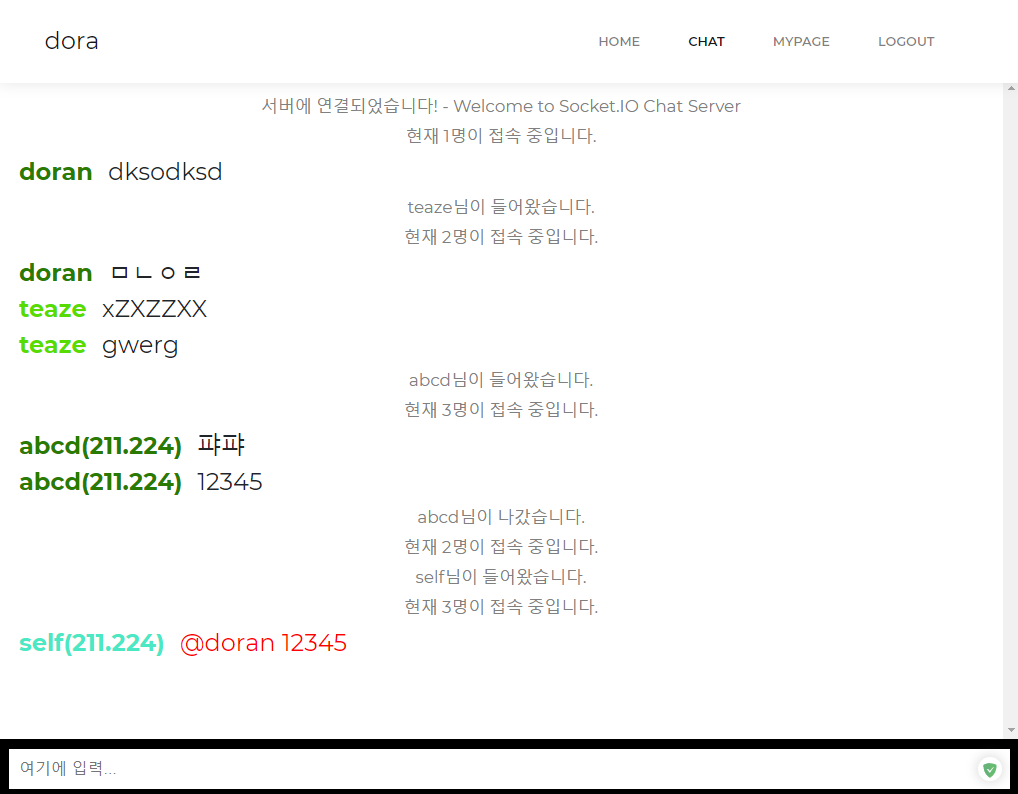 dora HOME CHAT MYPAGE LOGOUT
서버에 연결되었습니다! - Welcome to Socket.IO Chat Server
현재 1명이 접속 중입니다.
doran dksodksd
teaze님이 들어왔습니다.
현재 2명이 접속 중입니다.
doran ㅁㄴㅇㄹ
teaze xZXZZXX
teaze gwerg
abcd님이 들어왔습니다.
현재 3명이 접속 중입니다.
abcd(211.224) 퍄퍄
abcd(211.224) 12345
abcd님이 나갔습니다.
현재 2명이 접속 중입니다.
self님이 들어왔습니다.
현재 3명이 접속 중입니다.
self(211.224) @doran 12345
여기에 입력...